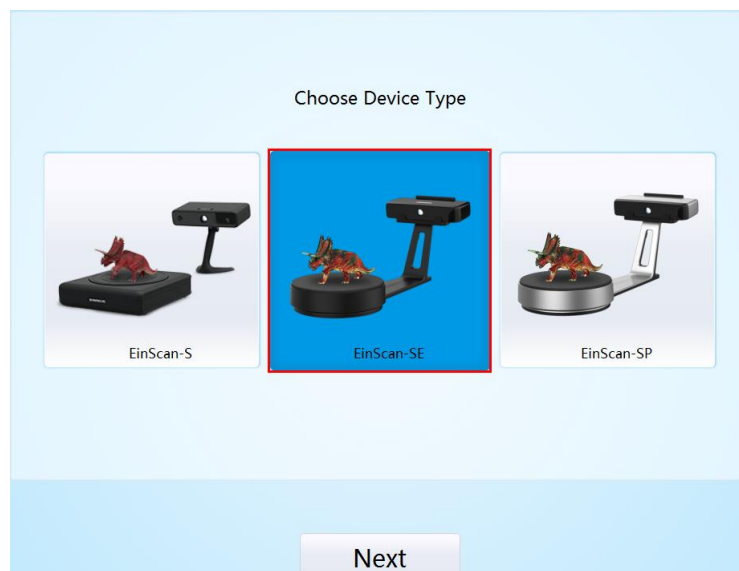 Choose Device Type
EinScan-S
EinScan-SE
EinScan-SP
Next